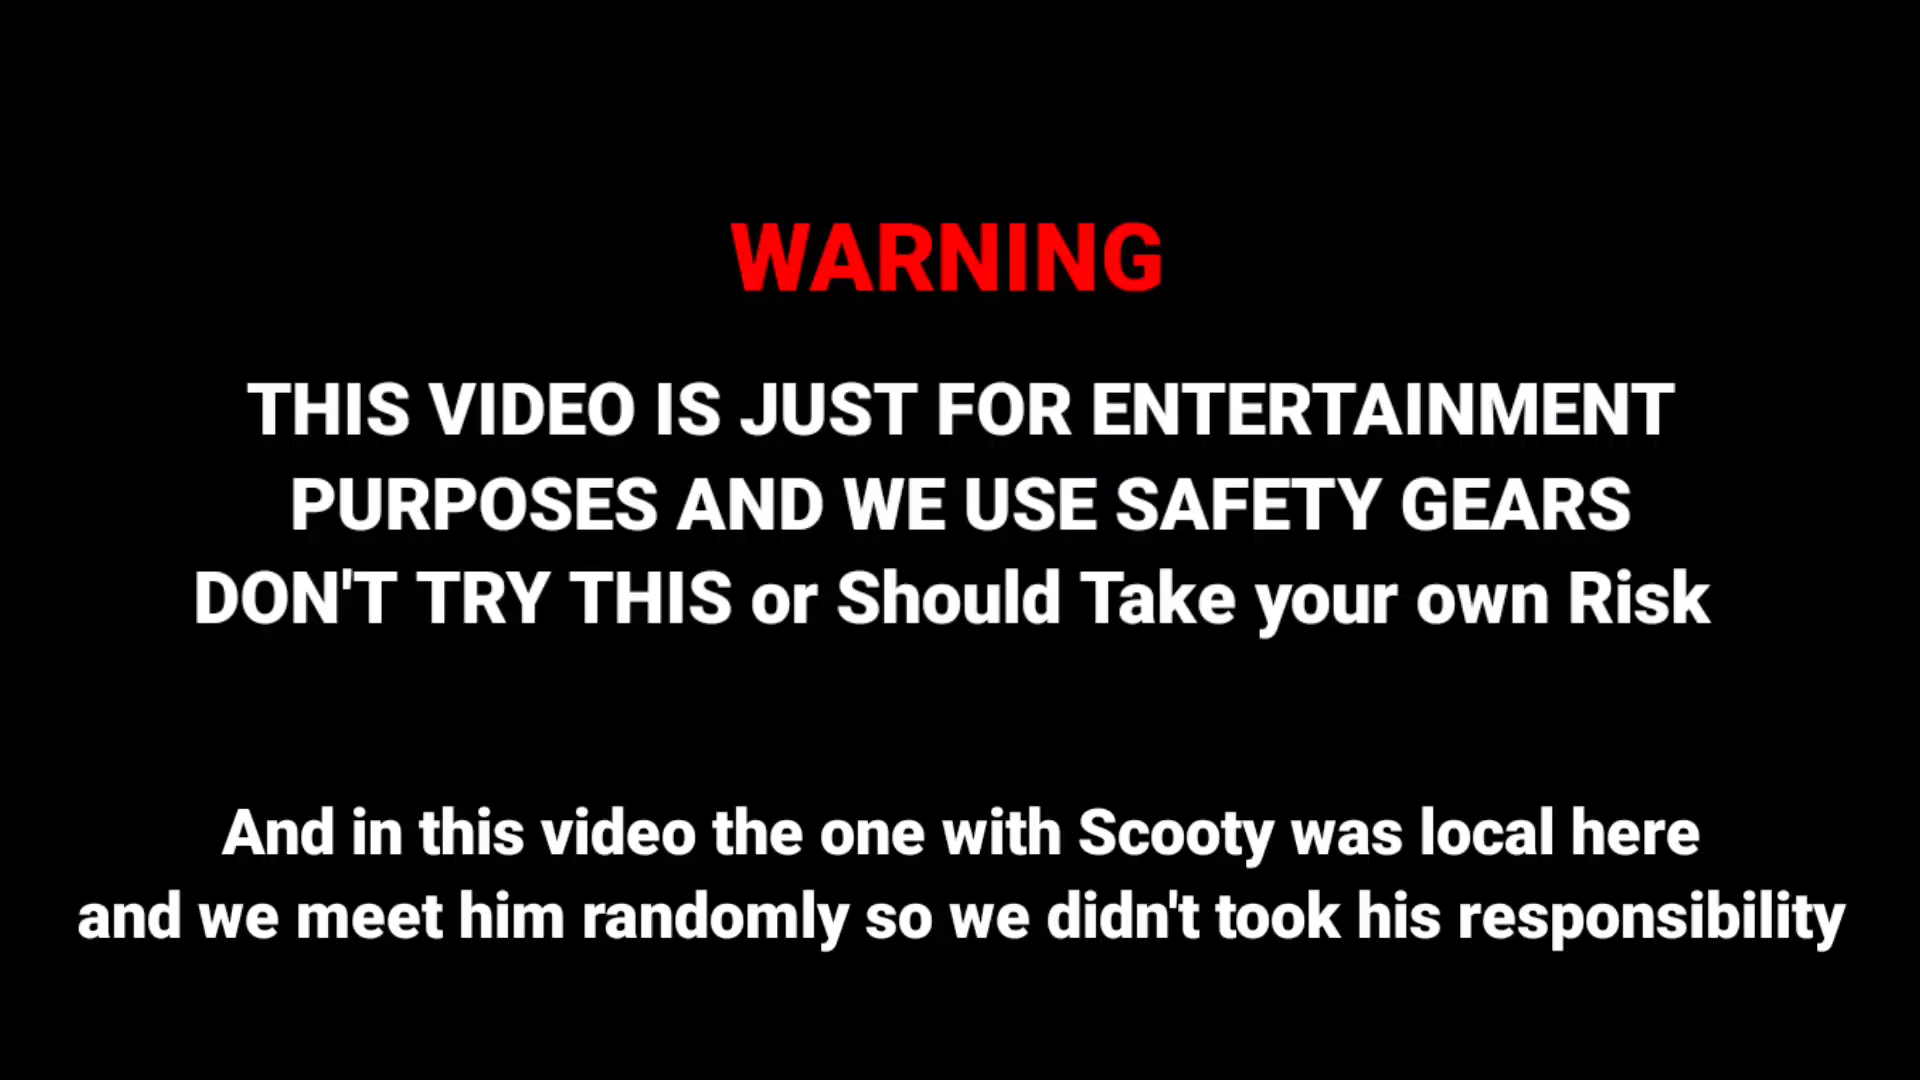 WARNING
THIS VIDEO IS JUST FOR ENTERTAINMENT
PURPOSES AND WE USE SAFETY GEARS
DON'T TRY THIS or Should Take your own Risk
And in this video the one with Scooty was local here
and we meet him randomly so we didn't took his responsibility